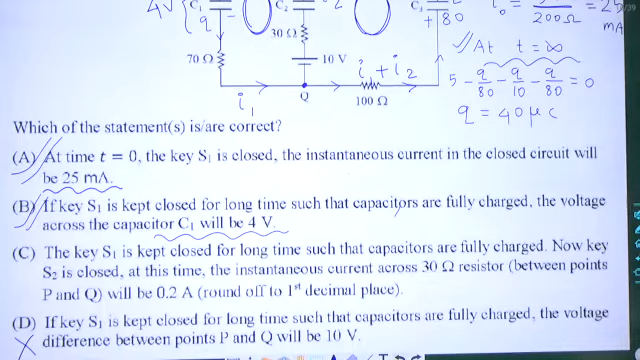 4V C₁ q − C₂ 2 C₃ + 80 i₀ = 200Ω = 25 mA
30 Ω
✓ At t = ∞
70 Ω 10 V i₁ + i₂
5 − q/80 − q/10 − q/80 = 0
i₁ Q 100 Ω
q = 40 μ C
Which of the statement(s) is/are correct?
(A) At time t = 0, the key S₁ is closed, the instantaneous current in the closed circuit will
be 25 mA.
(B) If key S₁ is kept closed for long time such that capacitors are fully charged, the voltage
across the capacitor C₁ will be 4 V.
(C) The key S₁ is kept closed for long time such that capacitors are fully charged. Now key
S₂ is closed, at this time, the instantaneous current across 30 Ω resistor (between points
P and Q) will be 0.2 A (round off to 1ˢᵗ decimal place).
(D) If key S₁ is kept closed for long time such that capacitors are fully charged, the voltage
difference between points P and Q will be 10 V.